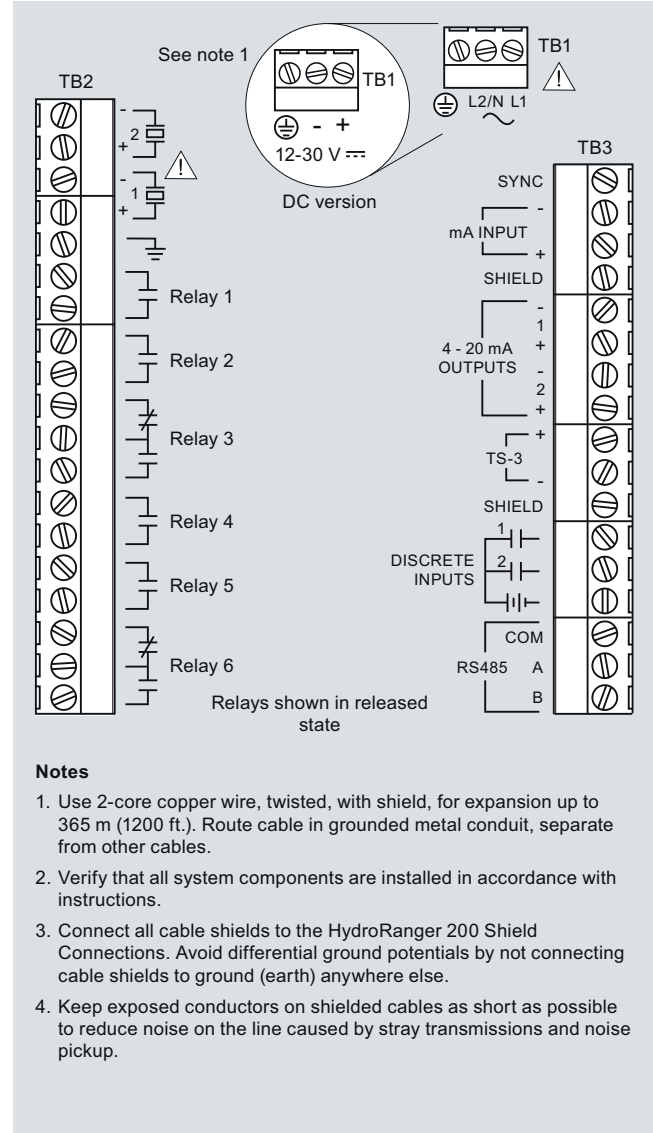 See note 1
TB1
- +
12-30 V
DC version
TB1
L2/N L1
TB2
-
2
+
-
1
+
Relay 1
Relay 2
Relay 3
Relay 4
Relay 5
Relay 6
Relays shown in released
state
TB3
SYNC
-
mA INPUT
+
SHIELD
-
1
+
4 - 20 mA
OUTPUTS
-
2
+
+
TS-3
-
SHIELD
1
DISCRETE
INPUTS
2
COM
RS485 A
B
Notes
1. Use 2-core copper wire, twisted, with shield, for expansion up to
365 m (1200 ft.). Route cable in grounded metal conduit, separate
from other cables.
2. Verify that all system components are installed in accordance with
instructions.
3. Connect all cable shields to the HydroRanger 200 Shield
Connections. Avoid differential ground potentials by not connecting
cable shields to ground (earth) anywhere else.
4. Keep exposed conductors on shielded cables as short as possible
to reduce noise on the line caused by stray transmissions and noise
pickup.